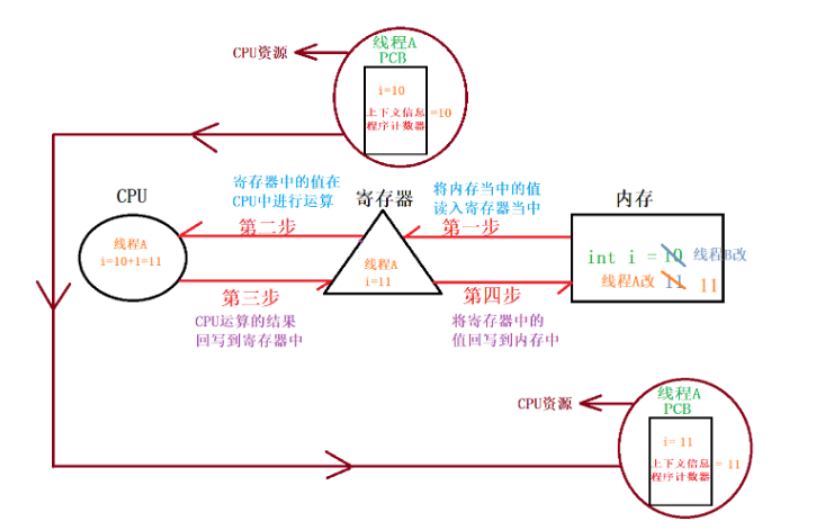 线程A
PCB
CPU资源
i=10
上下文信息
程序计数器
=10
CPU
寄存器中的值在
CPU中进行运算
寄存器
将内存当中的值
读入寄存器当中
内存
第二步
第一步
线程A
i=10+1=11
线程A
i=11
int i = 10 线程B改
线程A改 11 11
第三步
第四步
CPU运算的结果
回写到寄存器中
将寄存器中的
值回写到内存中
线程A
PCB
CPU资源
i= 11
上下文信息
程序计数器
= 11